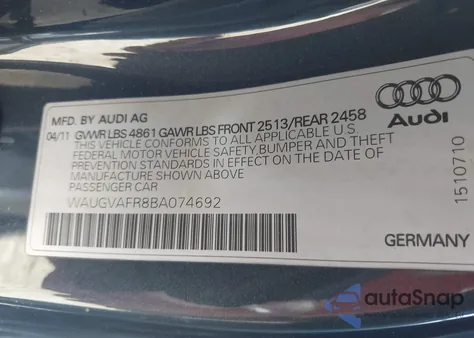 MFD. BY AUDI AG
04/11 GVWR LBS 4861 GAWR LBS FRONT 2513/REAR 2458
THIS VEHICLE CONFORMS TO ALL APPLICABLE U.S.
FEDERAL MOTOR VEHICLE SAFETY,BUMPER AND THEFT
PREVENTION STANDARDS IN EFFECT ON THE DATE OF
MANUFACTURE SHOWN ABOVE
PASSENGER CAR
WAUGVAFR8BA074692
Audi
1510710.
GERMANY
autoSnap